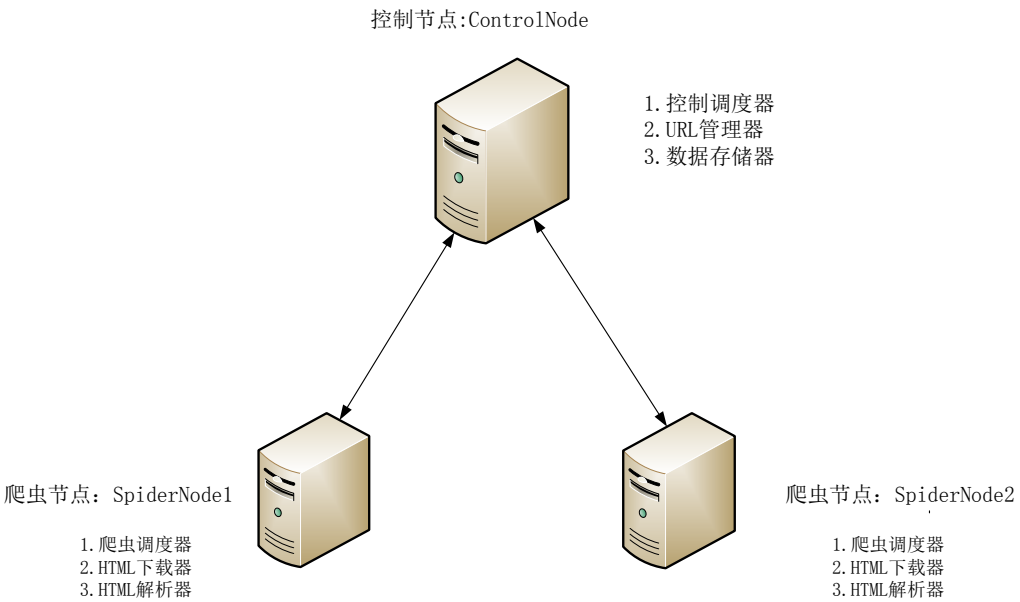 控制节点:ControlNode
1.控制调度器
2.URL管理器
3.数据存储器
爬虫节点：SpiderNode1
1.爬虫调度器
2.HTML下载器
3.HTML解析器
爬虫节点：SpiderNode2
1.爬虫调度器
2.HTML下载器
3.HTML解析器